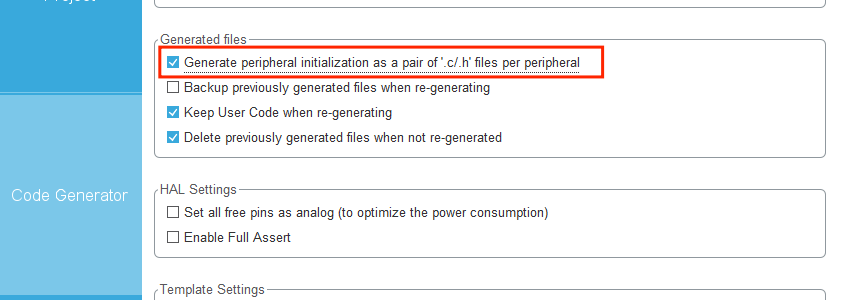 Project
Generated files
Generate peripheral initialization as a pair of '.c/.h' files per peripheral
Backup previously generated files when re-generating
Keep User Code when re-generating
Delete previously generated files when not re-generated
Code Generator
HAL Settings
Set all free pins as analog (to optimize the power consumption)
Enable Full Assert
Template Settings